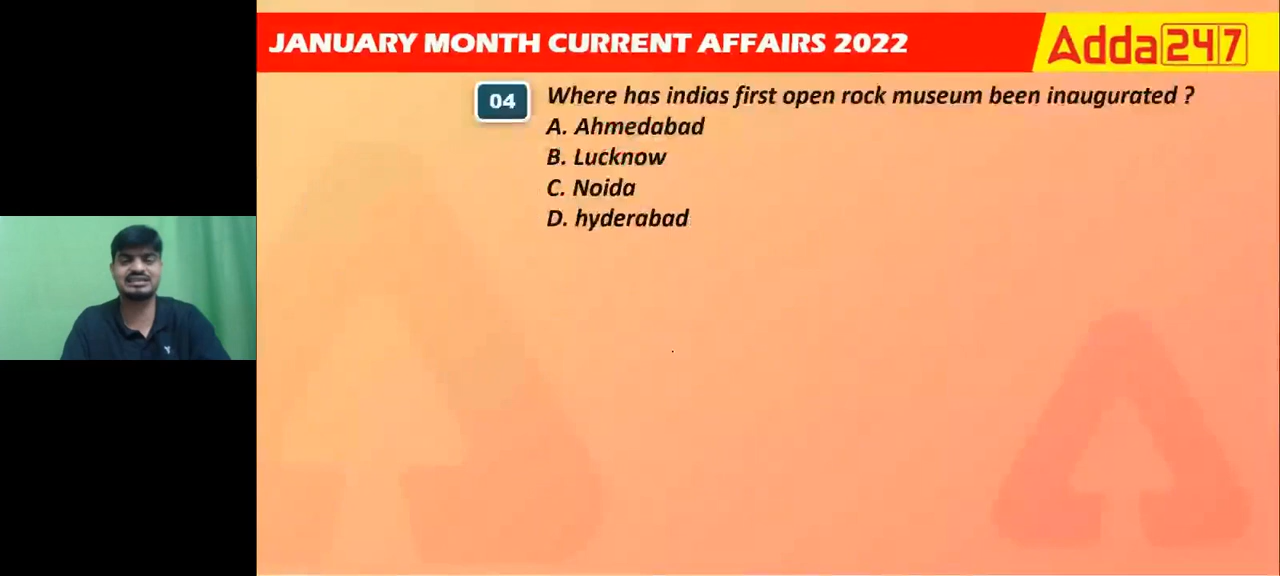 JANUARY MONTH CURRENT AFFAIRS 2022
Adda247
04
Where has indias first open rock museum been inaugurated ?
A. Ahmedabad
B. Lucknow
C. Noida
D. hyderabad